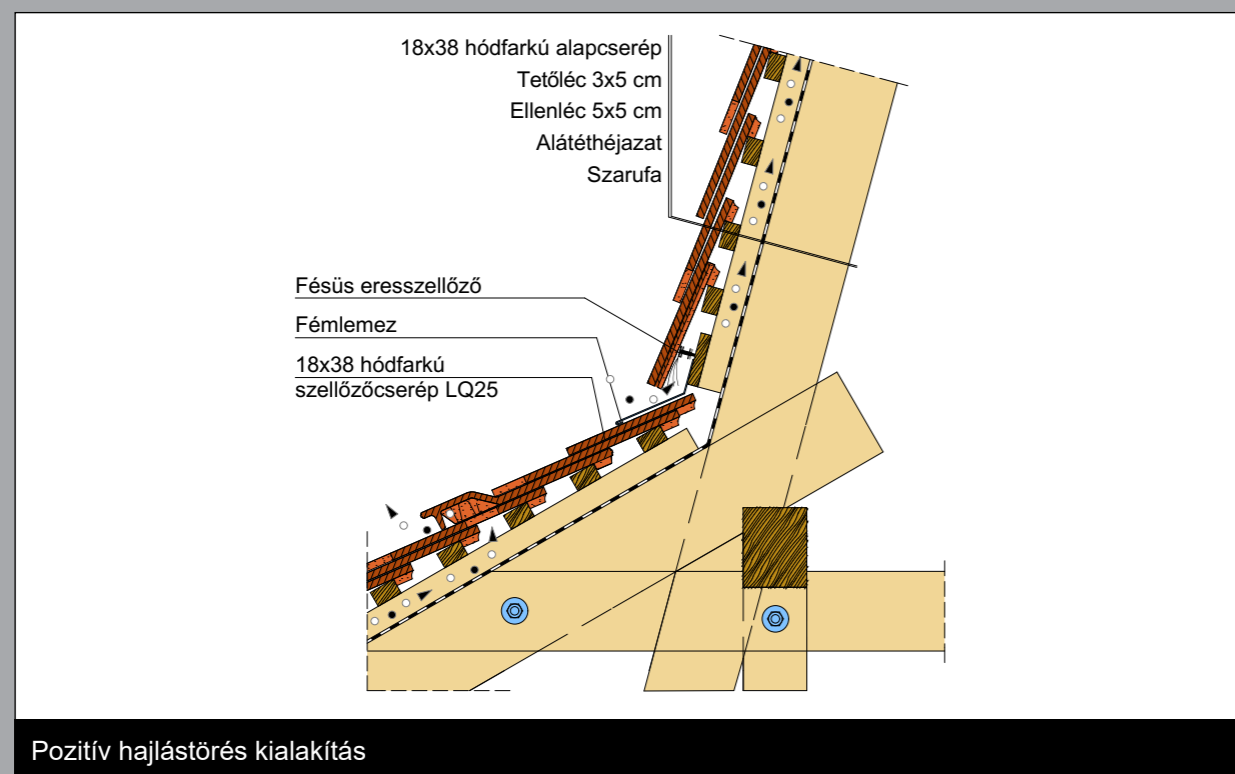 18x38 hódfarkú alapcserép
Tetőléc 3x5 cm
Ellenléc 5x5 cm
Alátéthéjazat
Szarufa
Fésüs eresszellőző
Fémlemez
18x38 hódfarkú
szellőzőcserép LQ25
Pozitív hajlástörés kialakítás